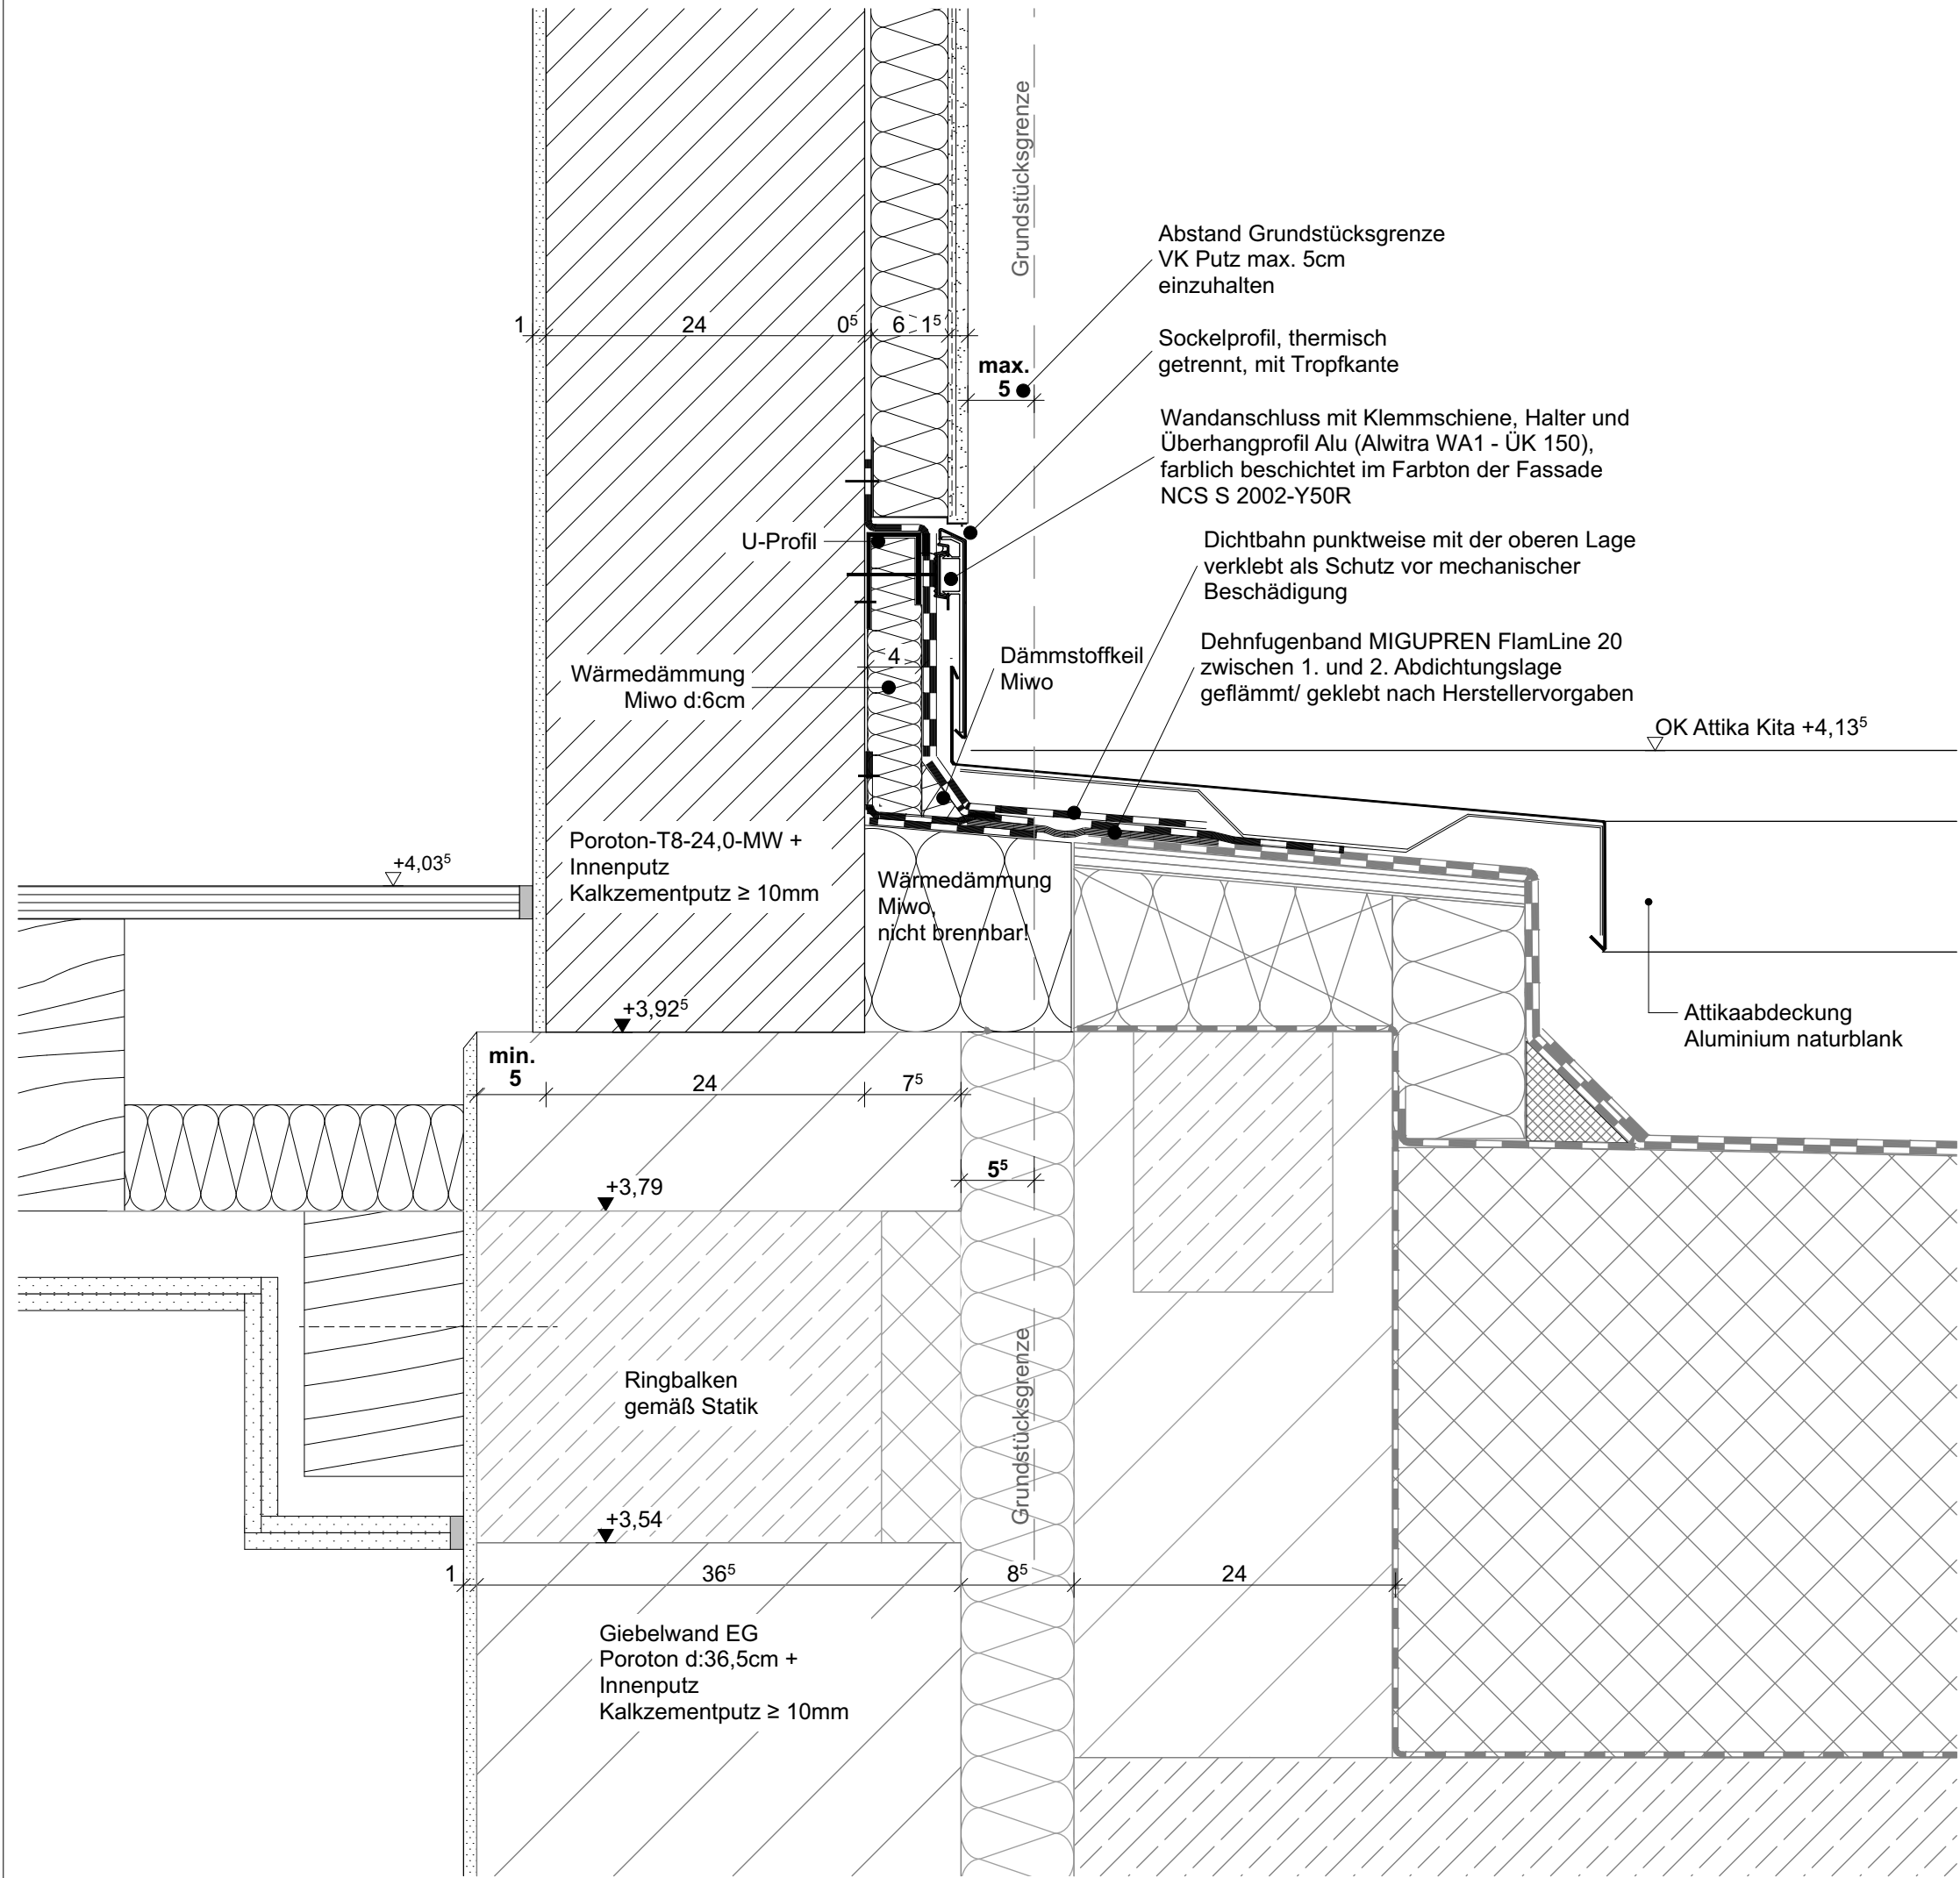 Grundstücksgrenze
Abstand Grundstücksgrenze
VK Putz max. 5cm
einzuhalten
1
24
0⁵
6
1⁵
Sockelprofil, thermisch
getrennt, mit Tropfkante
max.
5
Wandanschluss mit Klemmschiene, Halter und
Überhangprofil Alu (Alwitra WA1 - ÜK 150),
farblich beschichtet im Farbton der Fassade
NCS S 2002-Y50R
U-Profil
Dichtbahn punktweise mit der oberen Lage
verklebt als Schutz vor mechanischer
Beschädigung
Dehnfugenband MIGUPREN FlamLine 20
zwischen 1. und 2. Abdichtungslage
geflämmt/ geklebt nach Herstellervorgaben
4
Dämmstoffkeil
Miwo
Wärmedämmung
Miwo d:6cm
OK Attika Kita +4,13⁵
+4,03⁵
Poroton-T8-24,0-MW +
Innenputz
Kalkzementputz ≥ 10mm
Wärmedämmung
Miwo,
nicht brennbar!
+3,92⁵
Attikaabdeckung
Aluminium naturblank
min.
5
24
7⁵
5⁵
+3,79
Ringbalken
gemäß Statik
Grundstücksgrenze
+3,54
1
36⁵
8⁵
24
Giebelwand EG
Poroton d:36,5cm +
Innenputz
Kalkzementputz ≥ 10mm